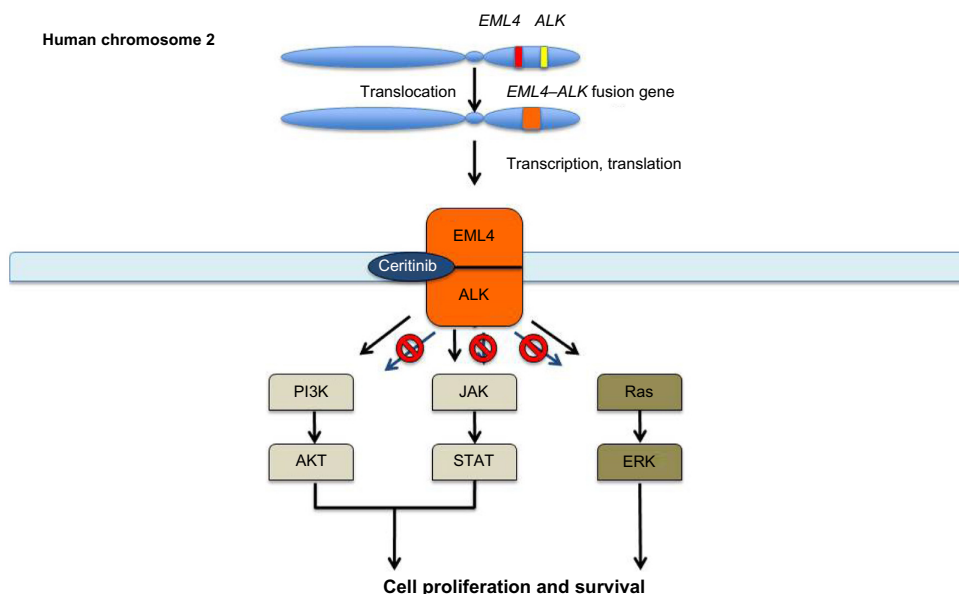 EML4 ALK
Human chromosome 2
Translocation
EML4–ALK fusion gene
Transcription, translation
EML4
Ceritinib
ALK
PI3K
JAK
Ras
AKT
STAT
ERK
Cell proliferation and survival